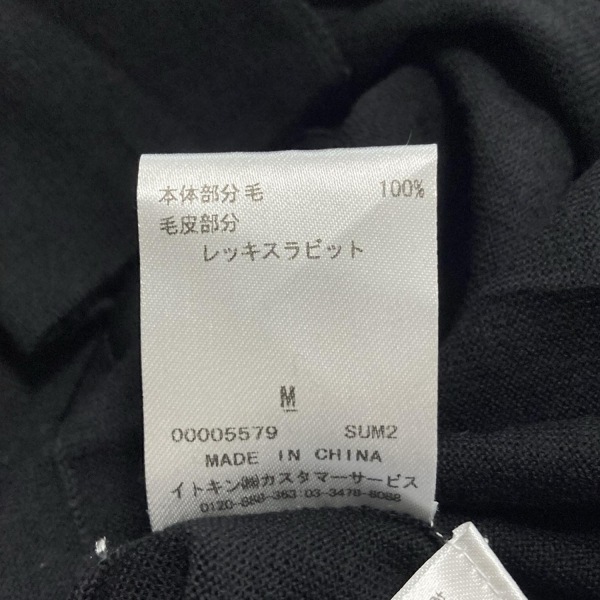 本体部分 毛 100%
毛皮部分
レッキスラビット
M
00005579 SUM2
MADE IN CHINA
イトキン㈱カスタマーサービス
0120-888-363:03-3478-8088